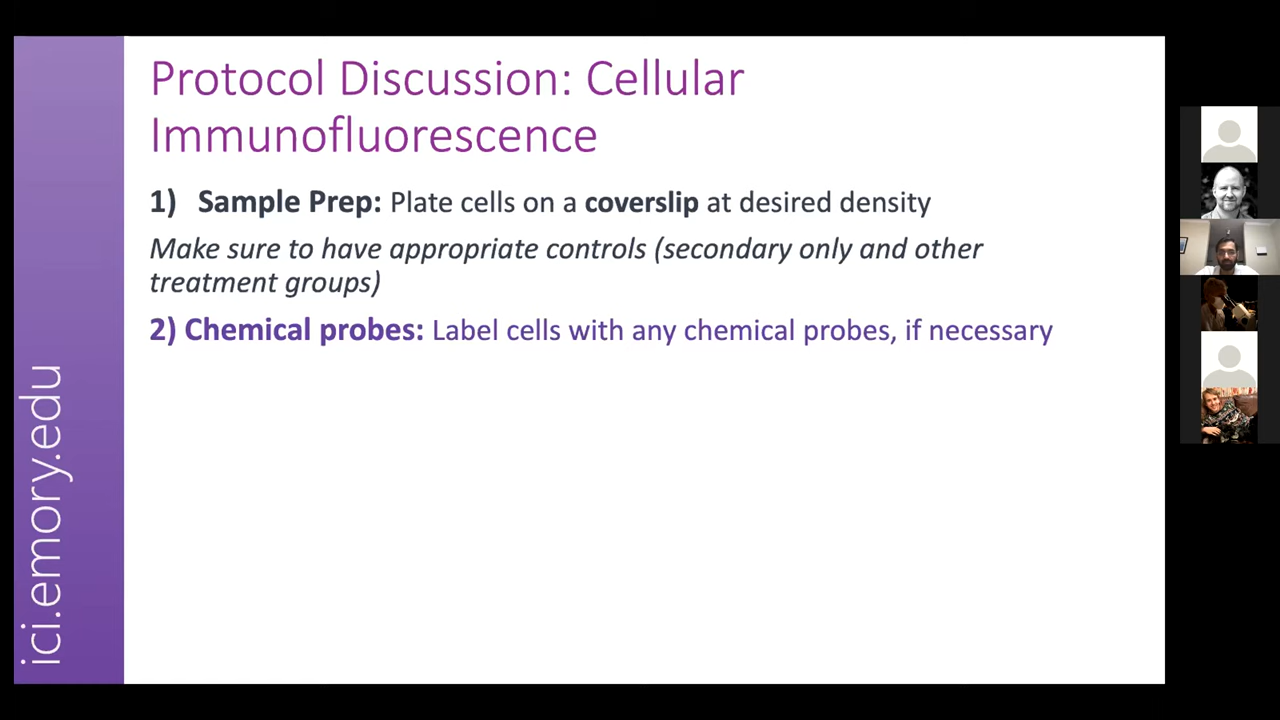 Protocol Discussion: Cellular
Immunofluorescence
1) Sample Prep: Plate cells on a coverslip at desired density
Make sure to have appropriate controls (secondary only and other
treatment groups)
2) Chemical probes: Label cells with any chemical probes, if necessary
ici.emory.edu